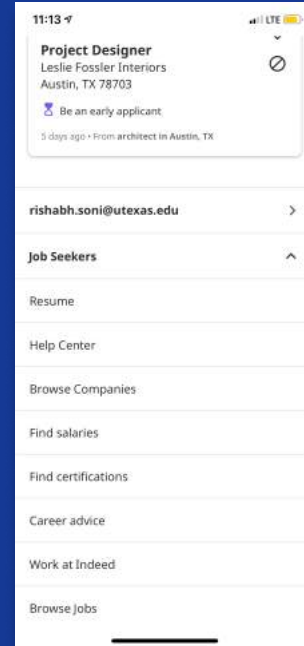 11:13
LTE
Project Designer
Leslie Fossler Interiors
Austin, TX 78703
Be an early applicant
5 days ago • From architect in Austin, TX
rishabh.soni@utexas.edu
Job Seekers
Resume
Help Center
Browse Companies
Find salaries
Find certifications
Career advice
Work at Indeed
Browse Jobs